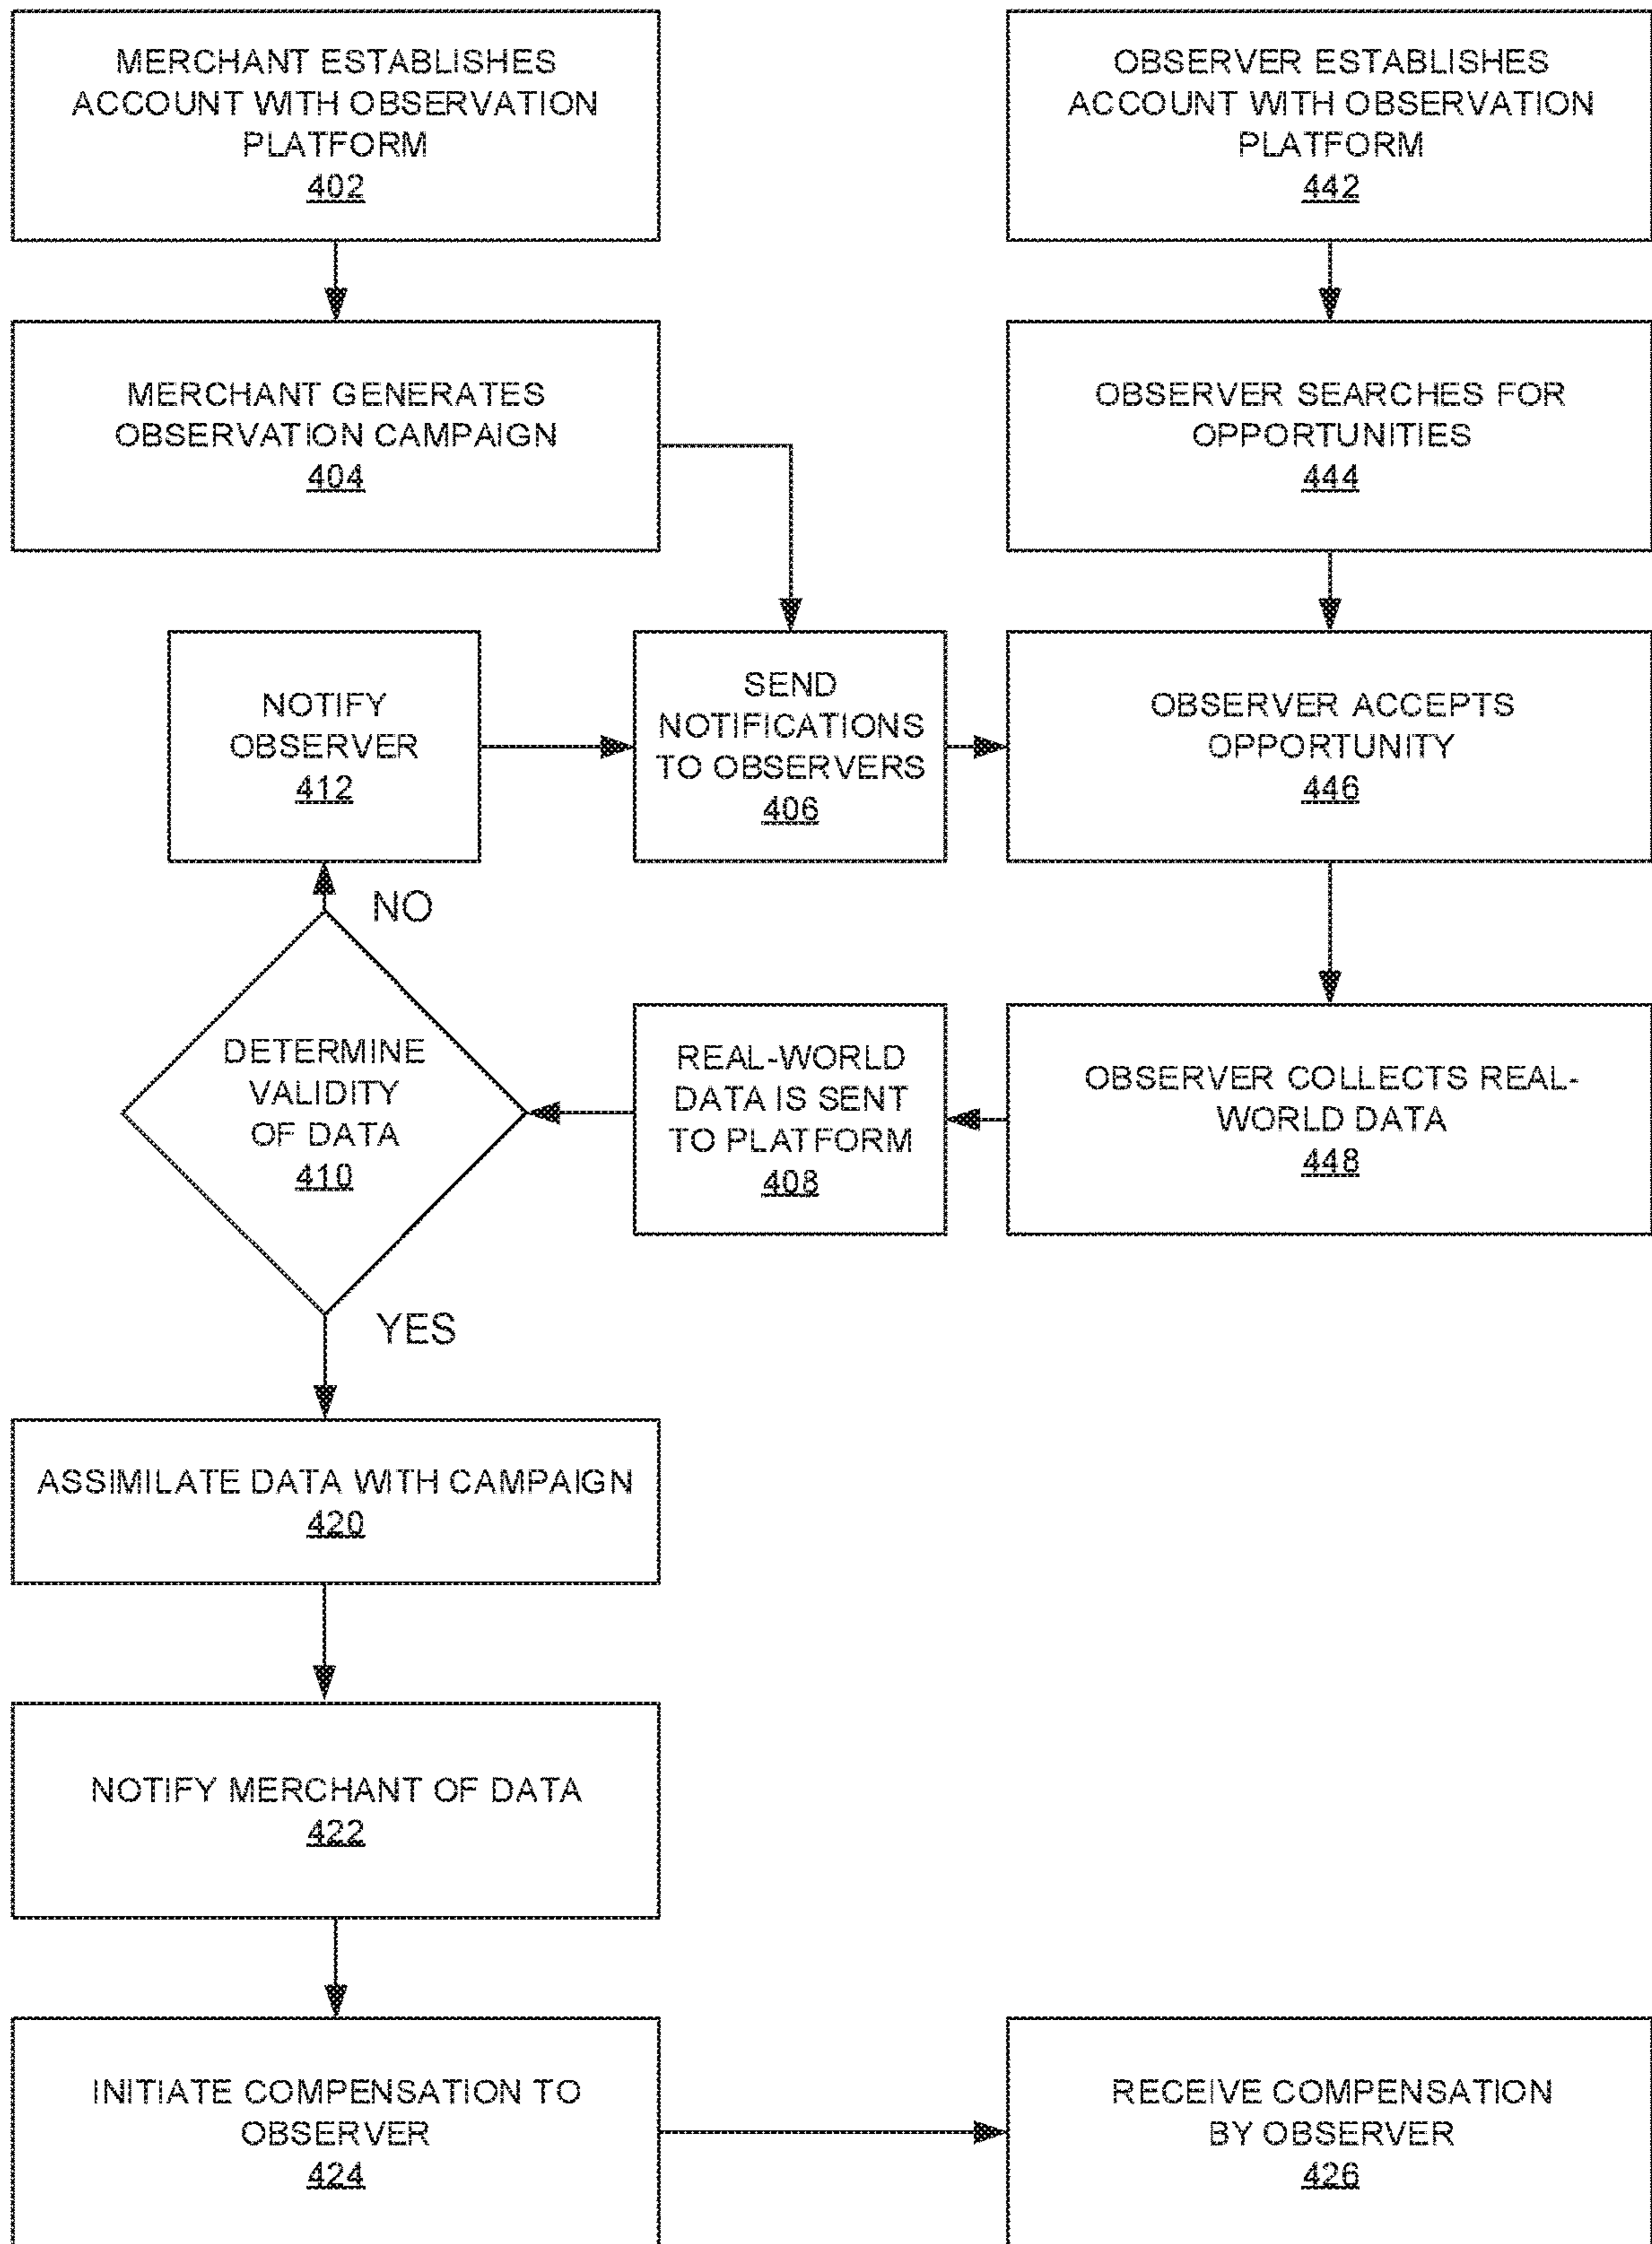 MERCHANT ESTABLISHES
ACCOUNT WITH OBSERVATION
PLATFORM
402
OBSERVER ESTABLISHES
ACCOUNT WITH OBSERVATION
PLATFORM
442
MERCHANT GENERATES
OBSERVATION CAMPAIGN
404
OBSERVER SEARCHES FOR
OPPORTUNITIES
444
NOTIFY
OBSERVER
412
SEND
NOTIFICATIONS
TO OBSERVERS
406
OBSERVER ACCEPTS
OPPORTUNITY
446
NO
DETERMINE
VALIDITY
OF DATA
410
REAL-WORLD
DATA IS SENT
TO PLATFORM
408
OBSERVER COLLECTS REAL-
WORLD DATA
448
YES
ASSIMILATE DATA WITH CAMPAIGN
420
NOTIFY MERCHANT OF DATA
422
INITIATE COMPENSATION TO
OBSERVER
424
RECEIVE COMPENSATION
BY OBSERVER
426